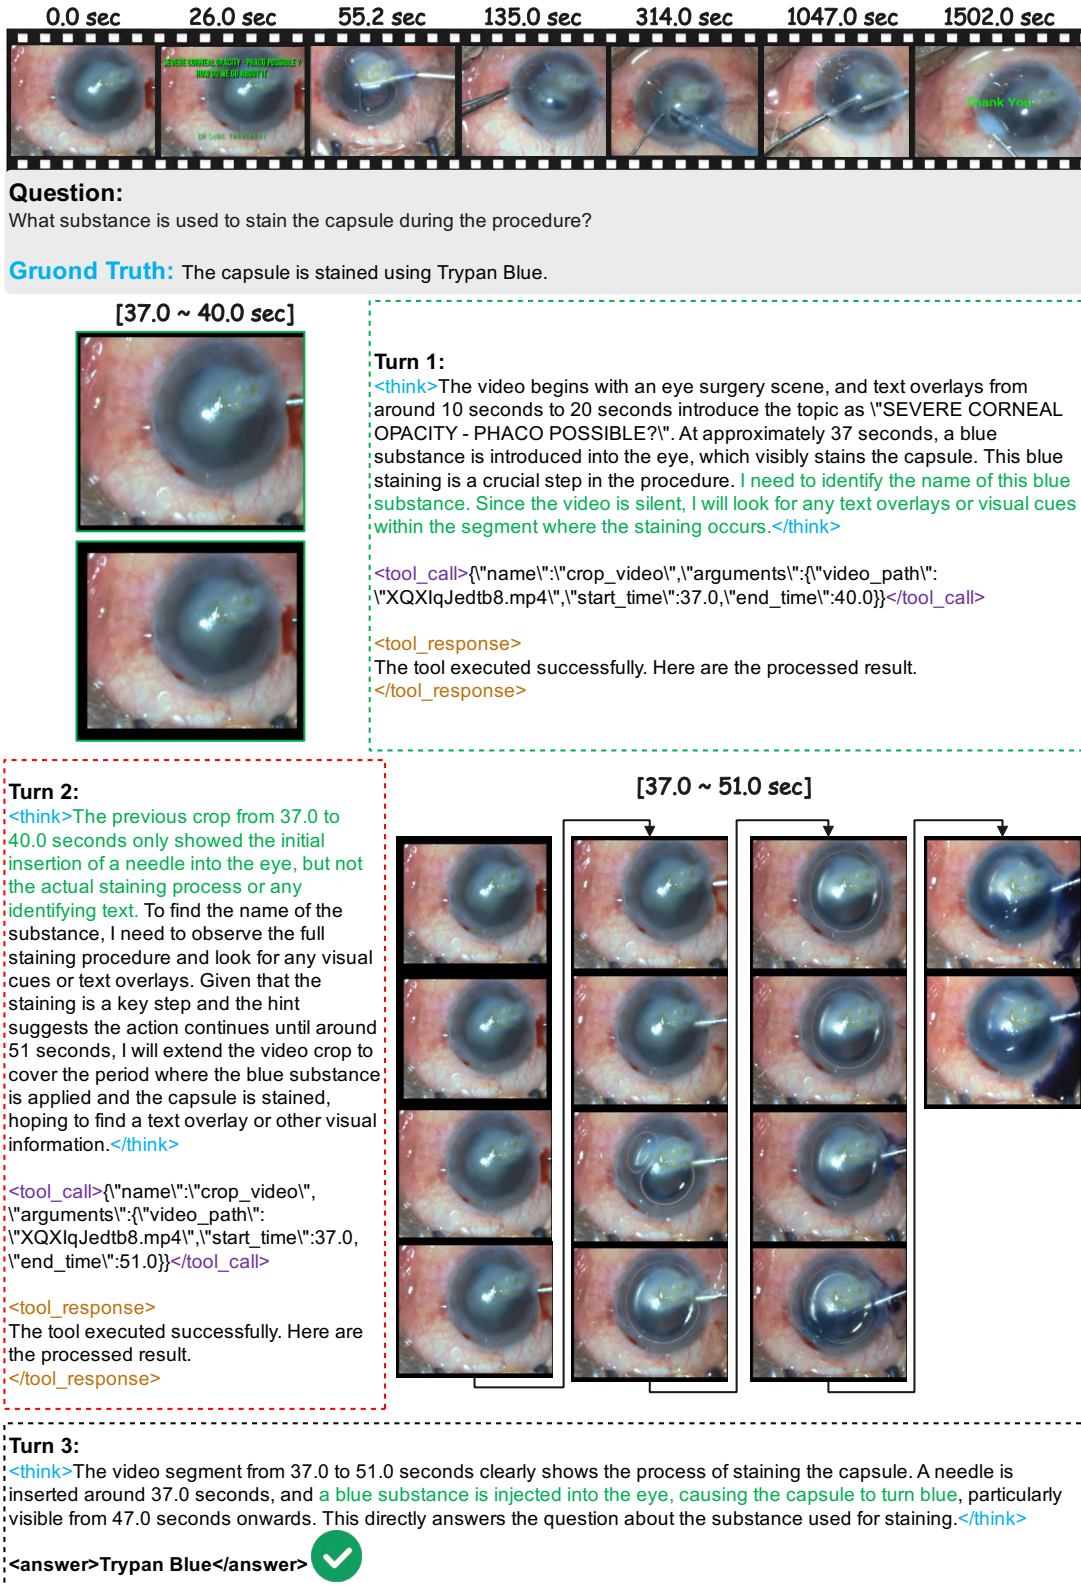 0.0 sec 26.0 sec 55.2 sec 135.0 sec 314.0 sec 1047.0 sec 1502.0 sec
SEVERE CORNEAL OPACITY - PHACO POSSIBLE ?
HOW DO WE GO ABOUT IT
DR SUNIL THANGARAJ
Thank You
Question:
What substance is used to stain the capsule during the procedure?
Gruond Truth: The capsule is stained using Trypan Blue.
[37.0 ~ 40.0 sec]
Turn 1:
<think>The video begins with an eye surgery scene, and text overlays from
around 10 seconds to 20 seconds introduce the topic as \"SEVERE CORNEAL
OPACITY - PHACO POSSIBLE?\". At approximately 37 seconds, a blue
substance is introduced into the eye, which visibly stains the capsule. This blue
staining is a crucial step in the procedure. I need to identify the name of this blue
substance. Since the video is silent, I will look for any text overlays or visual cues
within the segment where the staining occurs.</think>
<tool_call>{\"name\":\"crop_video\",\"arguments\":{\"video_path\":
\"XQXIqJedtb8.mp4\",\"start_time\":37.0,\"end_time\":40.0}}</tool_call>
<tool_response>
The tool executed successfully. Here are the processed result.
</tool_response>
Turn 2:
<think>The previous crop from 37.0 to
40.0 seconds only showed the initial
insertion of a needle into the eye, but not
the actual staining process or any
identifying text. To find the name of the
substance, I need to observe the full
staining procedure and look for any visual
cues or text overlays. Given that the
staining is a key step and the hint
suggests the action continues until around
51 seconds, I will extend the video crop to
cover the period where the blue substance
is applied and the capsule is stained,
hoping to find a text overlay or other visual
information.</think>
<tool_call>{\"name\":\"crop_video\",
\"arguments\":{\"video_path\":
\"XQXIqJedtb8.mp4\",\"start_time\":37.0,
\"end_time\":51.0}}</tool_call>
<tool_response>
The tool executed successfully. Here are
the processed result.
</tool_response>
[37.0 ~ 51.0 sec]
Turn 3:
<think>The video segment from 37.0 to 51.0 seconds clearly shows the process of staining the capsule. A needle is
inserted around 37.0 seconds, and a blue substance is injected into the eye, causing the capsule to turn blue, particularly
visible from 47.0 seconds onwards. This directly answers the question about the substance used for staining.</think>
<answer>Trypan Blue</answer>